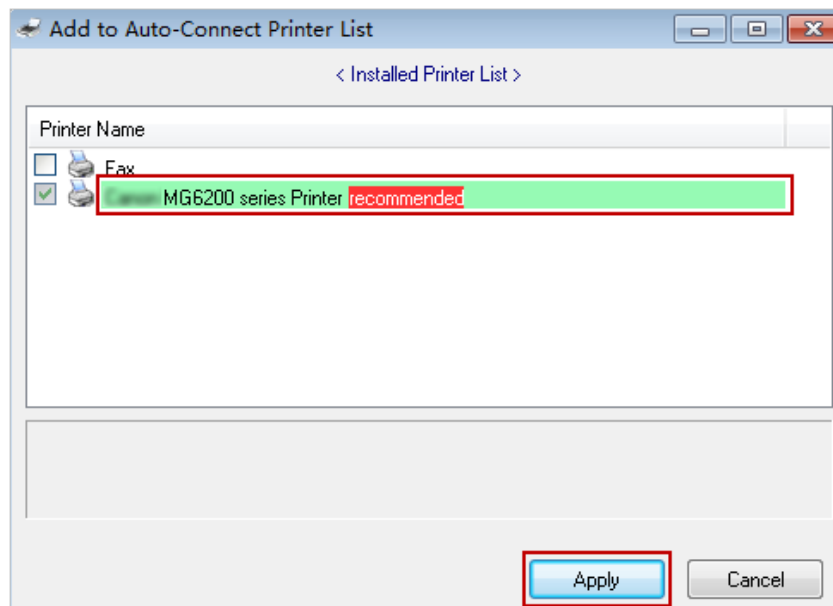 Add to Auto-Connect Printer List
< Installed Printer List >
Printer Name
Fax
MG6200 series Printer recommended
Apply
Cancel